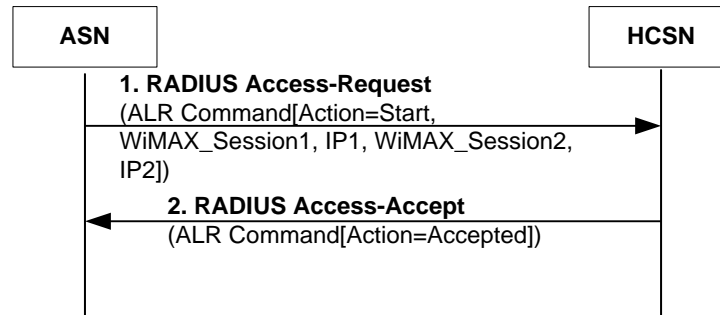 ASN
HCSN
1. RADIUS Access-Request
(ALR Command[Action=Start,
WiMAX_Session1, IP1, WiMAX_Session2,
IP2])
2. RADIUS Access-Accept
(ALR Command[Action=Accepted])